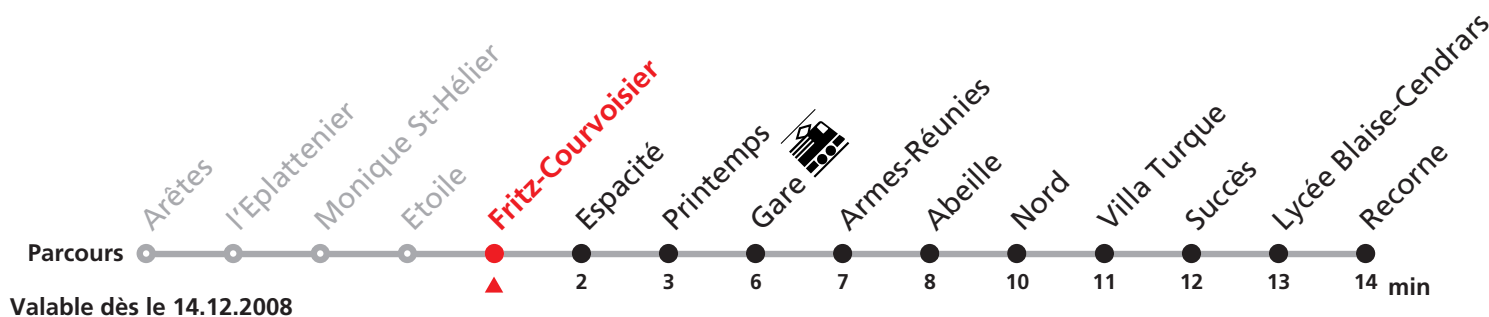 Arêtes
l'Eplattenier
Monique St-Hélier
Etoile
Fritz-Courvoisier
Espacité
Printemps
Gare
Armes-Réunies
Abeille
Nord
Villa Turque
Succès
Lycée Blaise-Cendrars
Recorne
Parcours
2 3 6 7 8 10 11 12 13 14 min
Valable dès le 14.12.2008